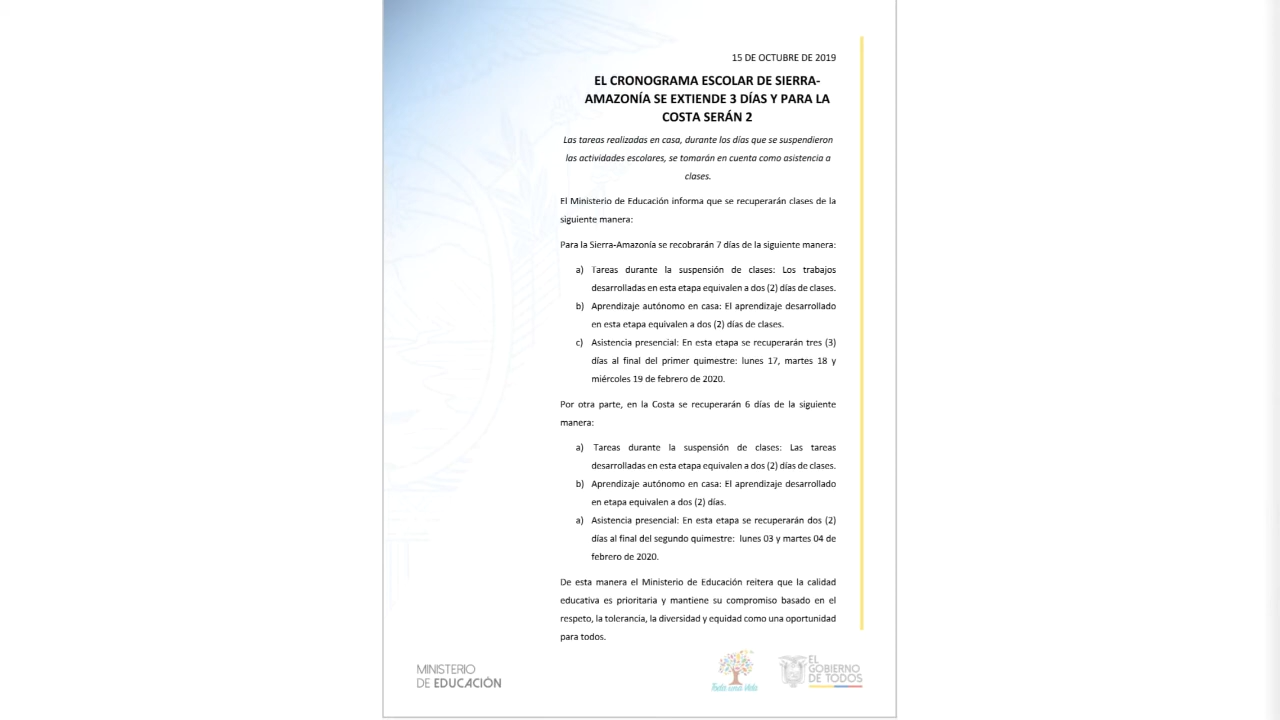 15 DE OCTUBRE DE 2019
EL CRONOGRAMA ESCOLAR DE SIERRA-
AMAZONÍA SE EXTIENDE 3 DÍAS Y PARA LA
COSTA SERÁN 2
Las tareas realizadas en casa, durante los días que se suspendieron
las actividades escolares, se tomarán en cuenta como asistencia a
clases.
El Ministerio de Educación informa que se recuperarán clases de la
siguiente manera:
Para la Sierra-Amazonía se recobrarán 7 días de la siguiente manera:
a) Tareas durante la suspensión de clases: Los trabajos
desarrolladas en esta etapa equivalen a dos (2) días de clases.
b) Aprendizaje autónomo en casa: El aprendizaje desarrollado
en esta etapa equivalen a dos (2) días de clases.
c) Asistencia presencial: En esta etapa se recuperarán tres (3)
días al final del primer quimestre: lunes 17, martes 18 y
miércoles 19 de febrero de 2020.
Por otra parte, en la Costa se recuperarán 6 días de la siguiente
manera:
a) Tareas durante la suspensión de clases: Las tareas
desarrolladas en esta etapa equivalen a dos (2) días de clases.
b) Aprendizaje autónomo en casa: El aprendizaje desarrollado
en etapa equivalen a dos (2) días.
a) Asistencia presencial: En esta etapa se recuperarán dos (2)
días al final del segundo quimestre: lunes 03 y martes 04 de
febrero de 2020.
De esta manera el Ministerio de Educación reitera que la calidad
educativa es prioritaria y mantiene su compromiso basado en el
respeto, la tolerancia, la diversidad y equidad como una oportunidad
para todos.
MINISTERIO
DE EDUCACIÓN
Toda una Vida
EL
GOBIERNO
DE TODOS